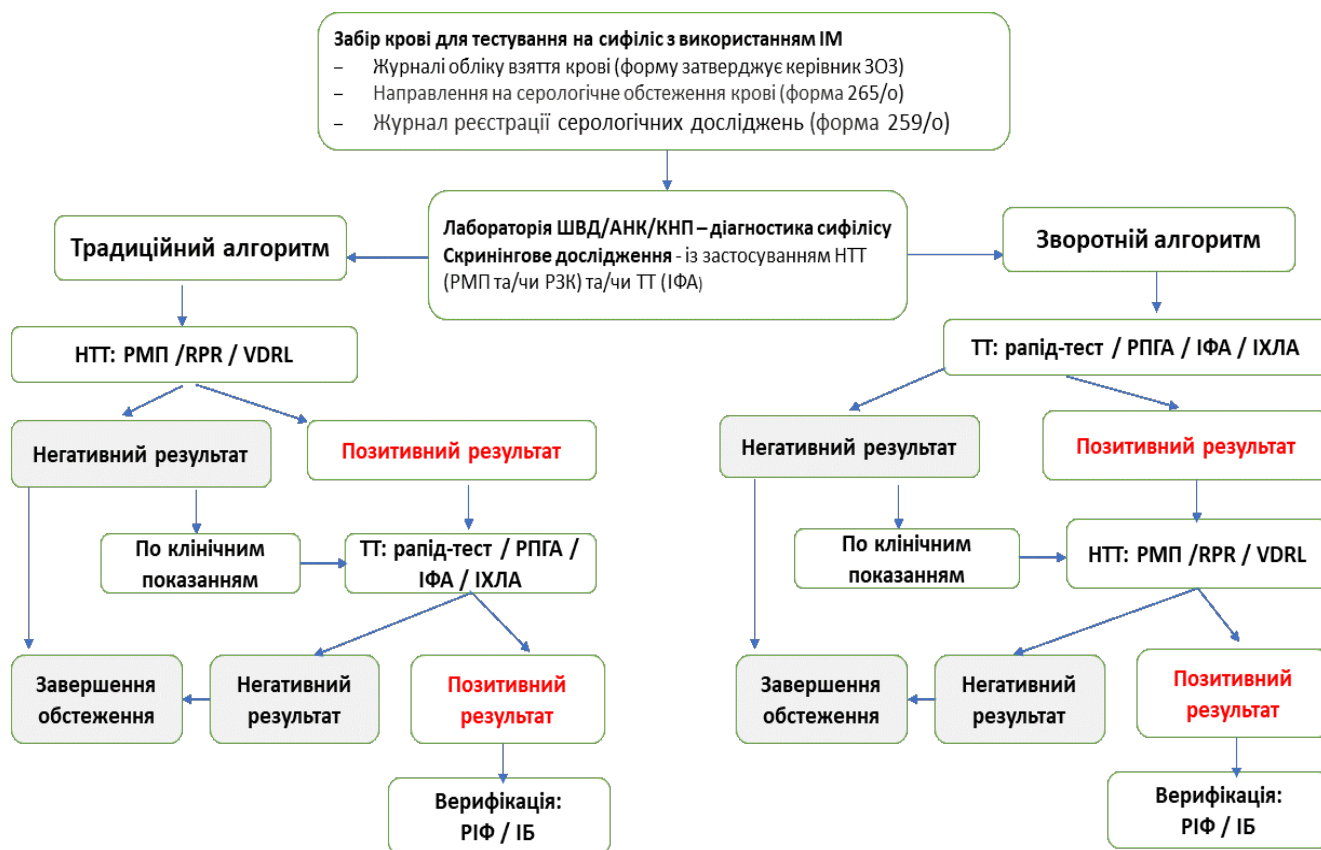 Забір крові для тестування на сифіліс з використанням ІМ
– Журналі обліку взяття крові (форму затверджує керівник ЗОЗ)
– Направлення на серологічне обстеження крові (форма 265/о)
– Журнал реєстрації серологічних досліджень (форма 259/о)
Традиційний алгоритм
Лабораторія ШВД/АНК/КНП – діагностика сифілісу
Скринінгове дослідження - із застосуванням НТТ
(РМП та/чи РЗК) та/чи ТТ (ІФА)
Зворотній алгоритм
НТТ: РМП /RPR / VDRL
Негативний результат
Позитивний результат
По клінічним
показанням
ТТ: рапід-тест / РПГА /
ІФА / ІХЛА
Завершення
обстеження
Негативний
результат
Позитивний
результат
Верифікація:
РІФ / ІБ
ТТ: рапід-тест / РПГА / ІФА / ІХЛА
Негативний результат
Позитивний результат
По клінічним
показанням
НТТ: РМП /RPR / VDRL
Завершення
обстеження
Негативний
результат
Позитивний
результат
Верифікація:
РІФ / ІБ